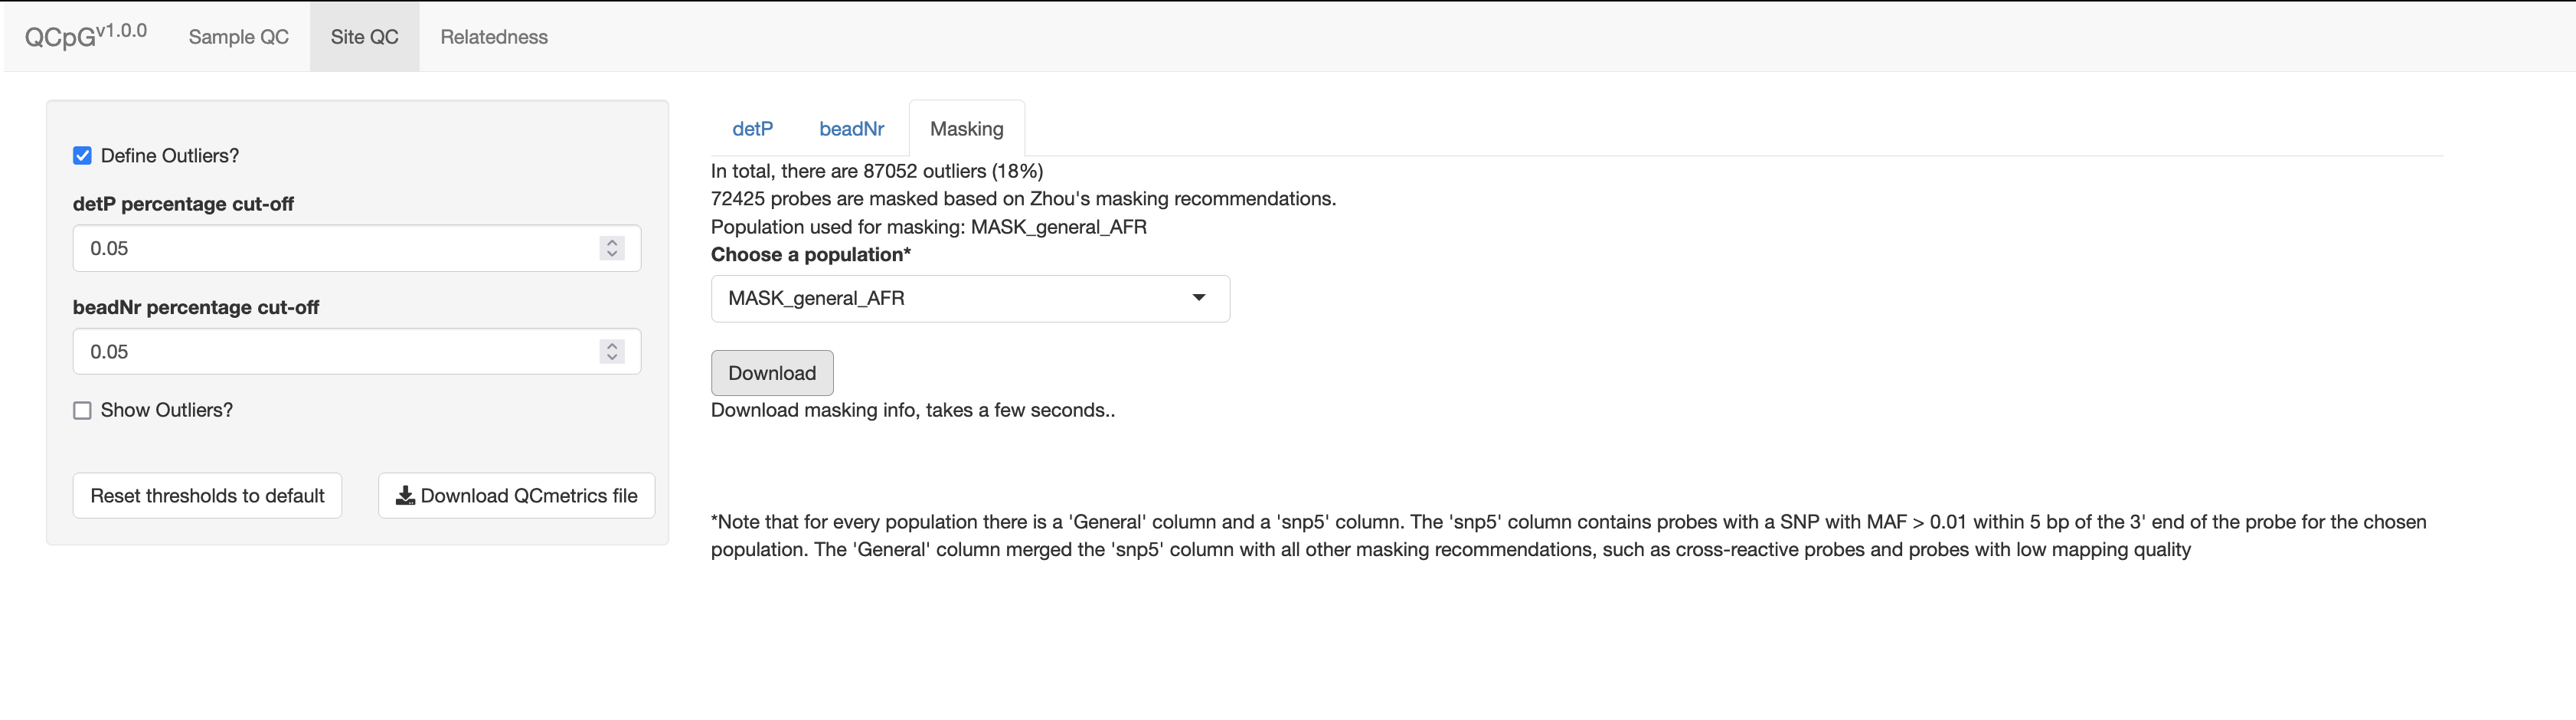 QCpGv1.0.0 Sample QC Site QC Relatedness
Define Outliers?
detP percentage cut-off
0.05
beadNr percentage cut-off
0.05
Show Outliers?
Reset thresholds to default
Download QCmetrics file
detP beadNr Masking
In total, there are 87052 outliers (18%)
72425 probes are masked based on Zhou's masking recommendations.
Population used for masking: MASK_general_AFR
Choose a population*
MASK_general_AFR
Download
Download masking info, takes a few seconds..
*Note that for every population there is a 'General' column and a 'snp5' column. The 'snp5' column contains probes with a SNP with MAF > 0.01 within 5 bp of the 3' end of the probe for the chosen
population. The 'General' column merged the 'snp5' column with all other masking recommendations, such as cross-reactive probes and probes with low mapping quality